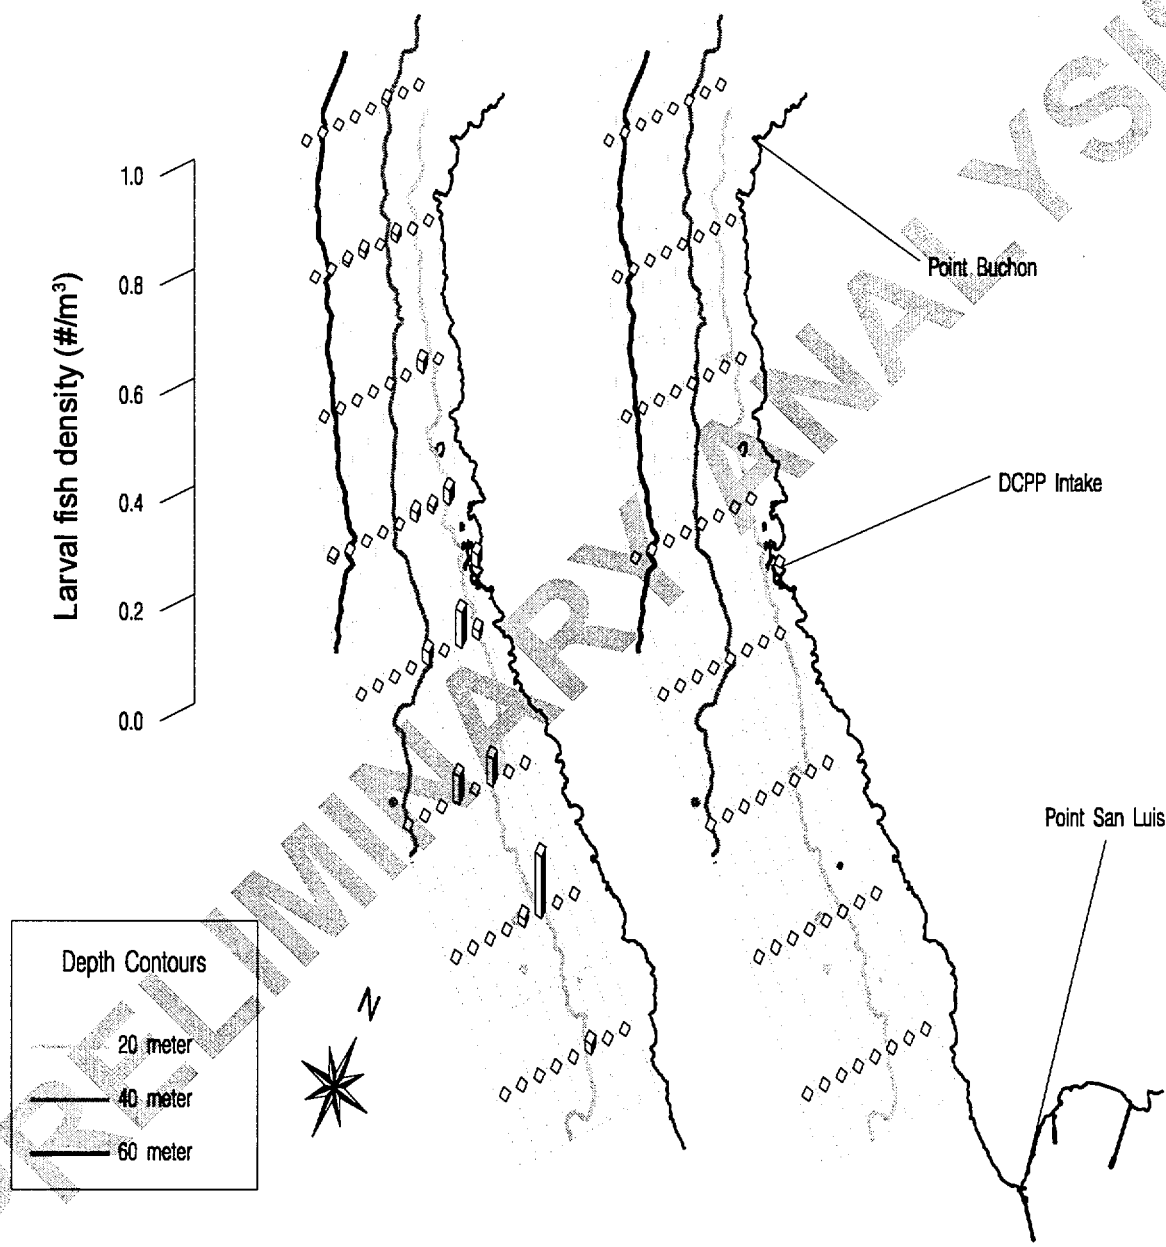 PRELIMINARY ANALYSIS
1.0
0.8
0.6
0.4
0.2
0.0
Larval fish density (#/m³)
Point Buchon
DCPP Intake
Point San Luis
Depth Contours
20 meter
40 meter
60 meter
N